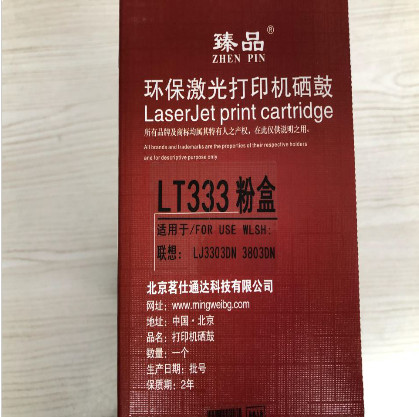 臻品®
ZHEN PIN
环保激光打印机硒鼓
LaserJet print cartridge
所有品牌及商标均属其特有人之产权，在此仅供说明之用。
All brands and trademarks are the properties of their respective holders
and for descriptive purpose only
LT333 粉盒
适用于/FOR USE WLSH:
联想: LJ3303DN 3803DN
北京茗仕通达科技有限公司
网址: www.mingweibg.com
地址: 中国·北京
品名: 打印机硒鼓
数量: 一个
生产日期: 批号
保质期: 2年